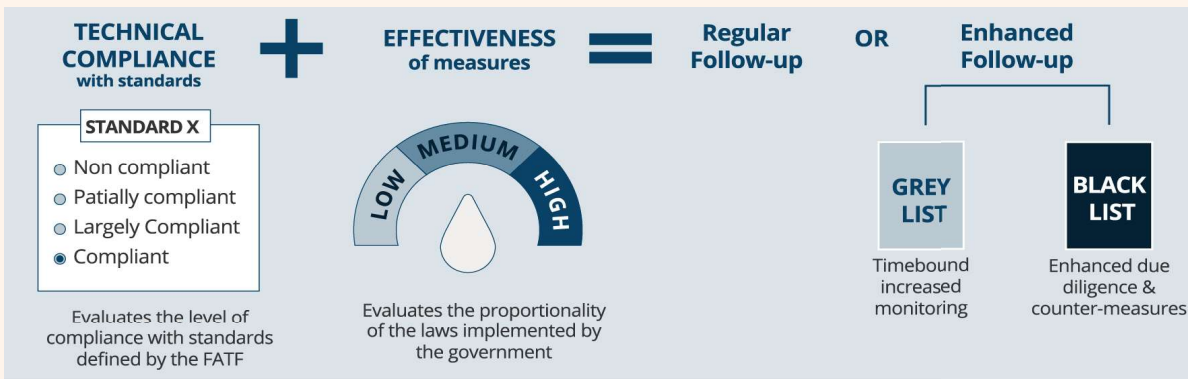 TECHNICAL
COMPLIANCE
with standards
+
EFFECTIVENESS
of measures
=
Regular
Follow-up
OR
Enhanced
Follow-up
STANDARD X
Non compliant
Patially compliant
Largely Compliant
Compliant
Evaluates the level of
compliance with standards
defined by the FATF
LOW
MEDIUM
HIGH
Evaluates the proportionality
of the laws implemented by
the government
GREY
LIST
Timebound
increased
monitoring
BLACK
LIST
Enhanced due
diligence &
counter-measures